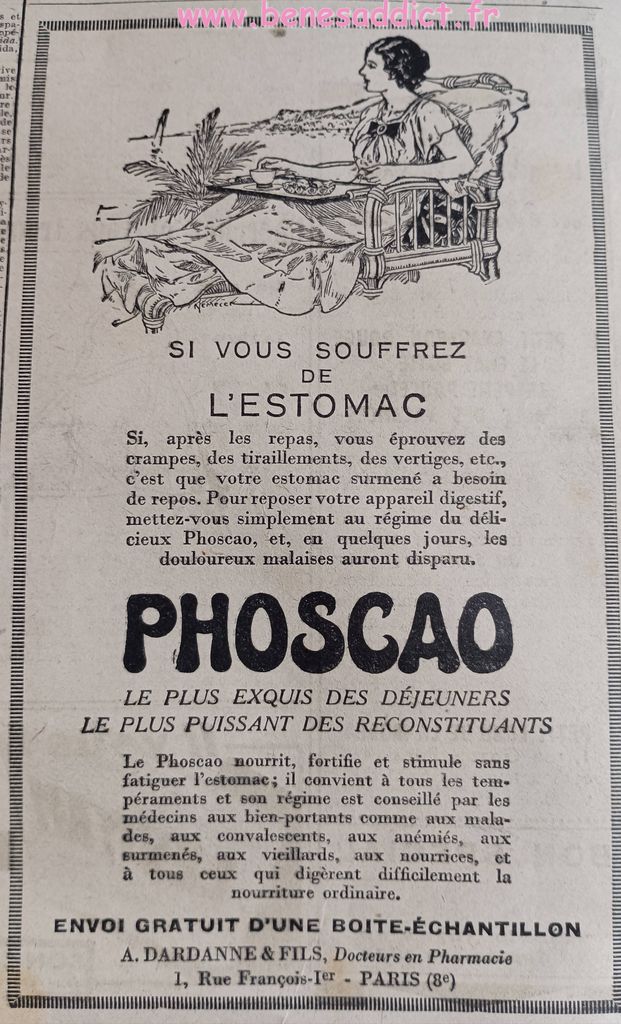 www.benesaddict.fr
SI VOUS SOUFFREZ
DE
L'ESTOMAC
Si, après les repas, vous éprouvez des
crampes, des tiraillements, des vertiges, etc.,
c'est que votre estomac surmené a besoin
de repos. Pour reposer votre appareil digestif,
mettez-vous simplement au régime du déli-
cieux Phoscao, et, en quelques jours, les
douloureux malaises auront disparu.
PHOSCAO
LE PLUS EXQUIS DES DÉJEUNERS
LE PLUS PUISSANT DES RECONSTITUANTS
Le Phoscao nourrit, fortifie et stimule sans
fatiguer l'estomac; il convient à tous les tem-
péraments et son régime est conseillé par les
médecins aux bien-portants comme aux mala-
des, aux convalescents, aux anémiés, aux
surmenés, aux vieillards, aux nourrices, et
à tous ceux qui digèrent difficilement la
nourriture ordinaire.
ENVOI GRATUIT D'UNE BOITE-ÉCHANTILLON
A. DARDANNE & FILS, Docteurs en Pharmacie
1, Rue François-Ier - PARIS (8e)